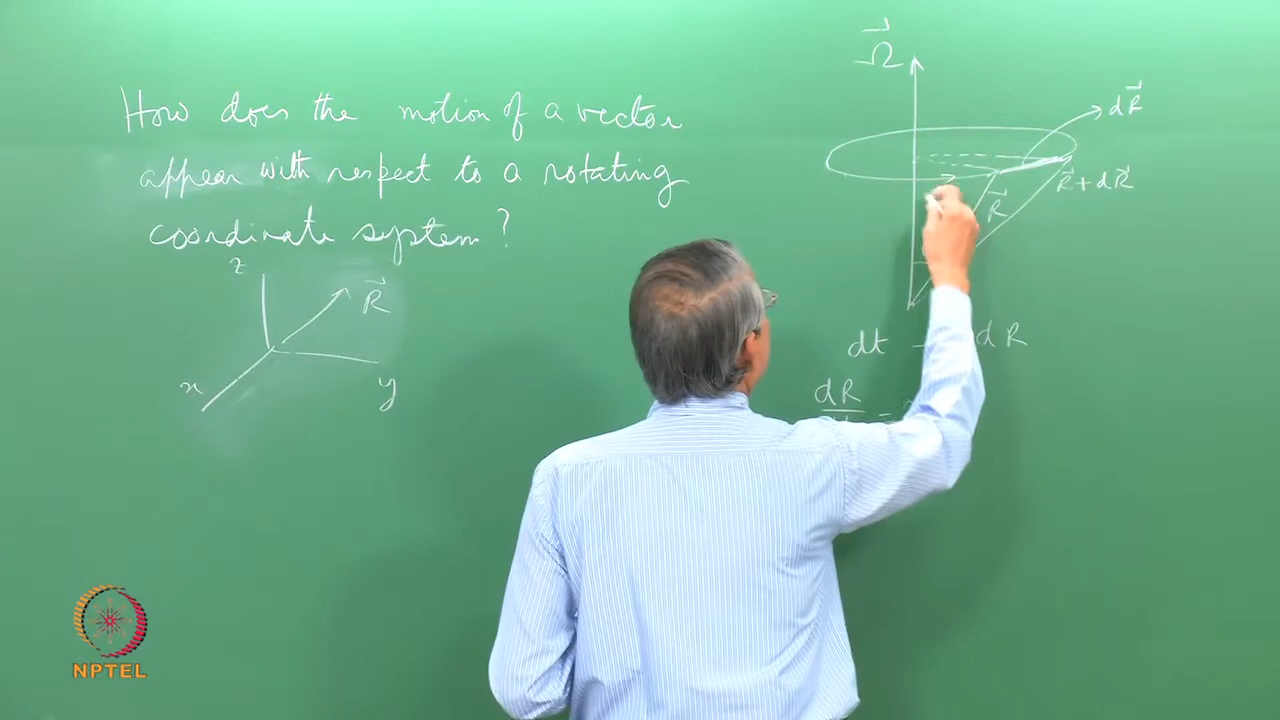 How does the motion of a vector
appear with respect to a rotating
coordinate system?
z
R⃗
x
y
Ω⃗
dR⃗
R⃗ + dR⃗
R⃗
dt
dR
dR
=
NPTEL